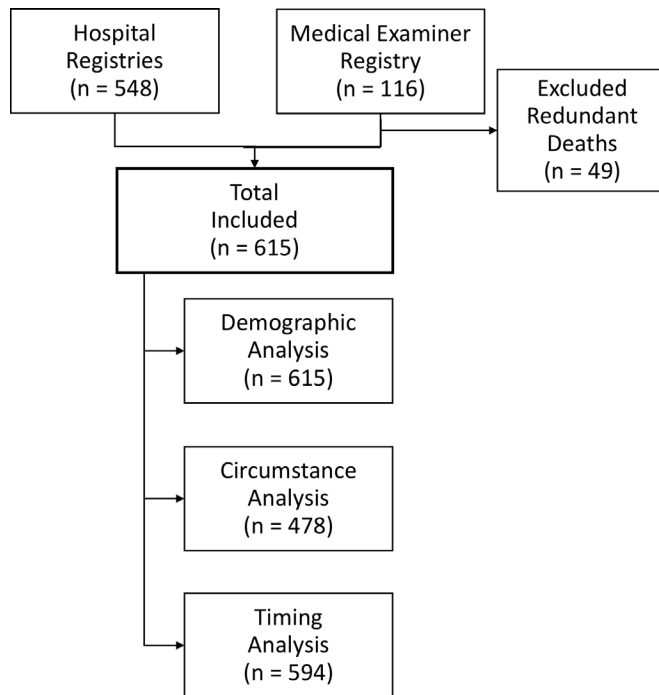 Hospital
Registries
(n = 548)
Medical Examiner
Registry
(n = 116)
Excluded
Redundant
Deaths
(n = 49)
Total
Included
(n = 615)
Demographic
Analysis
(n = 615)
Circumstance
Analysis
(n = 478)
Timing
Analysis
(n = 594)